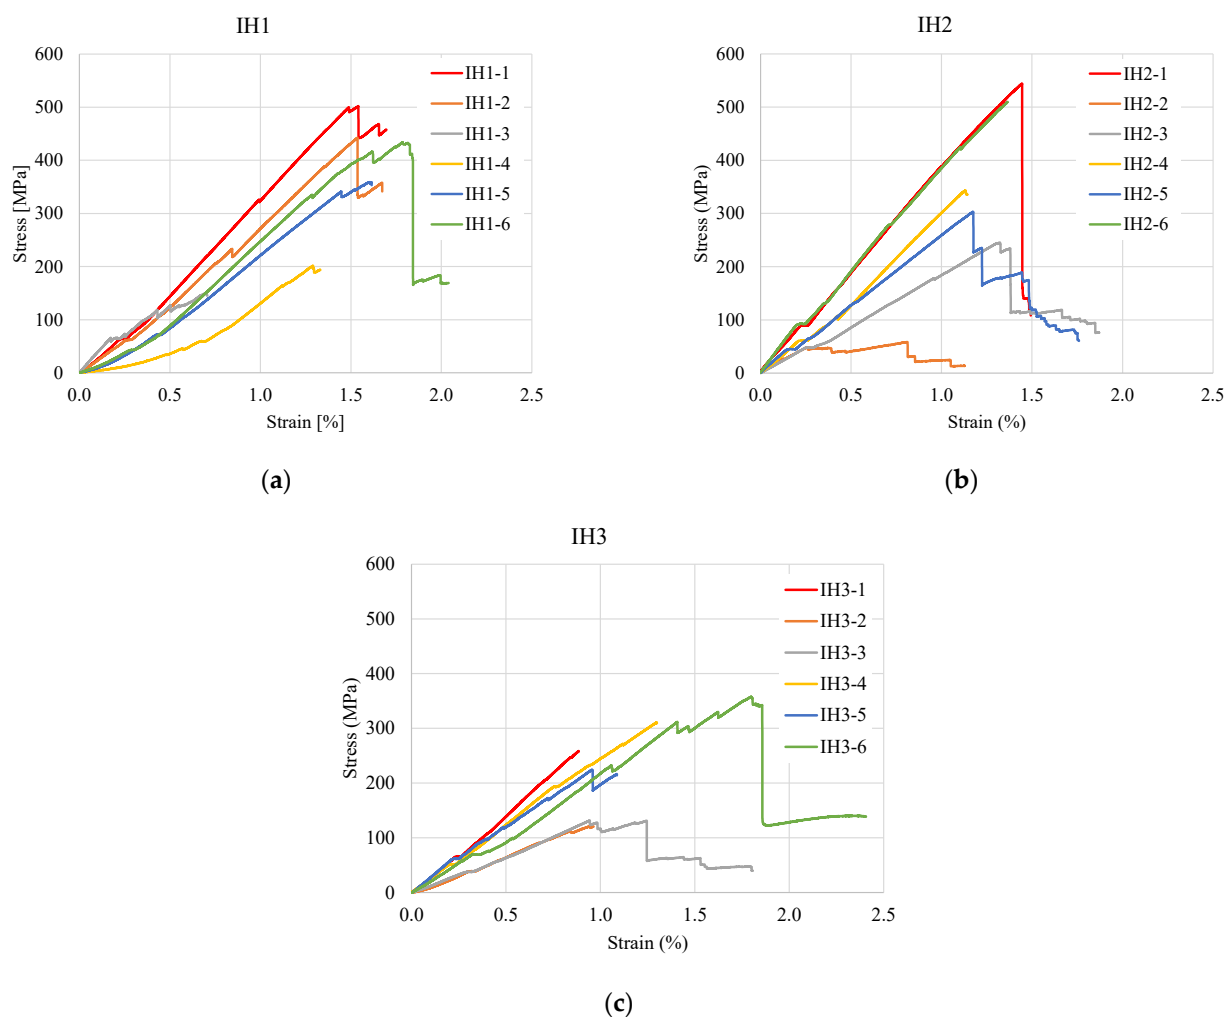 IH1
600
500
400
300
200
100
0
Stress [MPa]
0.0 0.5 1.0 1.5 2.0 2.5
Strain [%]
IH1-1
IH1-2
IH1-3
IH1-4
IH1-5
IH1-6
(a)
IH2
600
500
400
300
200
100
0
Stress (MPa)
0.0 0.5 1.0 1.5 2.0 2.5
Strain (%)
IH2-1
IH2-2
IH2-3
IH2-4
IH2-5
IH2-6
(b)
IH3
600
500
400
300
200
100
0
Stress (MPa)
0.0 0.5 1.0 1.5 2.0 2.5
Strain (%)
IH3-1
IH3-2
IH3-3
IH3-4
IH3-5
IH3-6
(c)